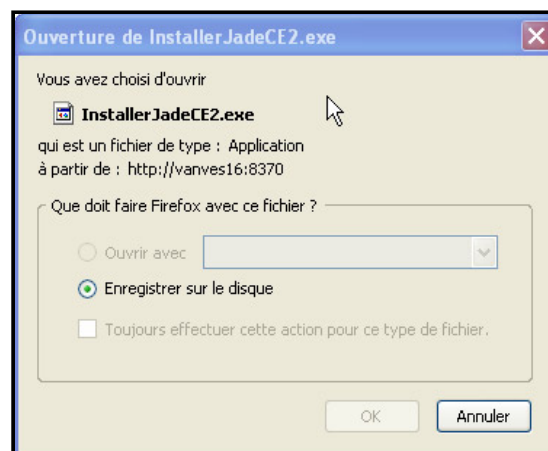 Ouverture de InstallerJadeCE2.exe
Vous avez choisi d'ouvrir
InstallerJadeCE2.exe
qui est un fichier de type : Application
à partir de : http://vanves16:8370
Que doit faire Firefox avec ce fichier ?
Ouvrir avec
Enregistrer sur le disque
Toujours effectuer cette action pour ce type de fichier.
OK Annuler